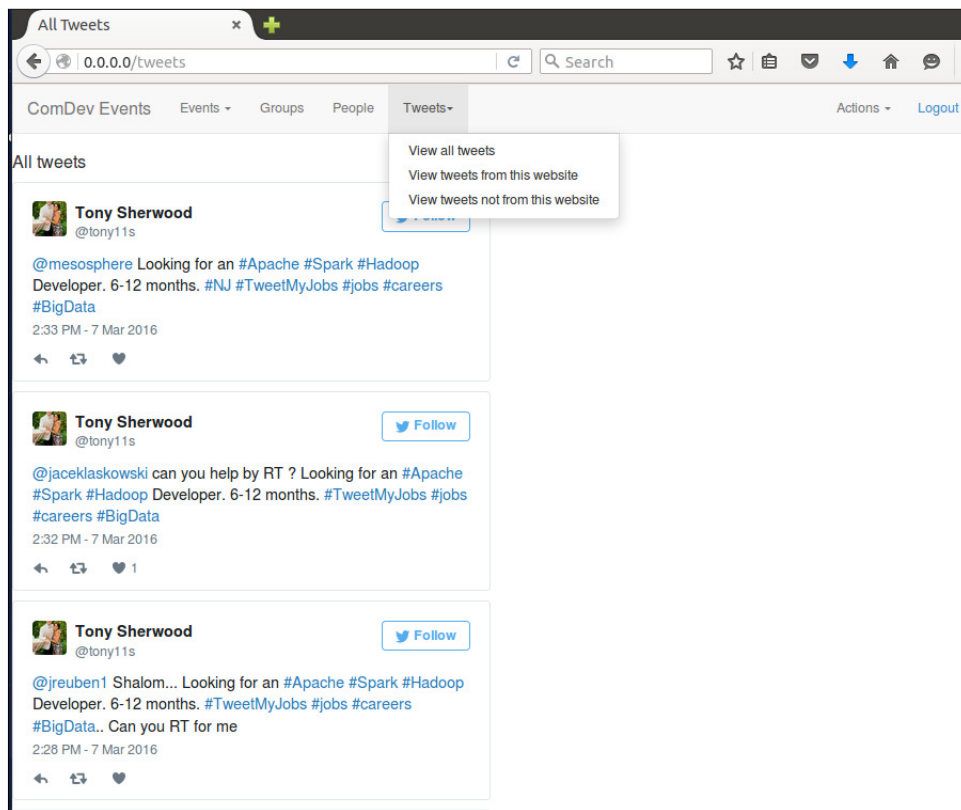 All Tweets
0.0.0.0/tweets
Search
ComDev Events Events Groups People Tweets Actions Logout
View all tweets
View tweets from this website
View tweets not from this website
All tweets
Tony Sherwood
@tony11s
Follow
@mesosphere Looking for an #Apache #Spark #Hadoop
Developer. 6-12 months. #NJ #TweetMyJobs #jobs #careers
#BigData
2:33 PM - 7 Mar 2016
Tony Sherwood
@tony11s
Follow
@jaceklaskowski can you help by RT ? Looking for an #Apache
#Spark #Hadoop Developer. 6-12 months. #TweetMyJobs #jobs
#careers #BigData
2:32 PM - 7 Mar 2016
1
Tony Sherwood
@tony11s
Follow
@jreuben1 Shalom... Looking for an #Apache #Spark #Hadoop
Developer. 6-12 months. #TweetMyJobs #jobs #careers
#BigData.. Can you RT for me
2:28 PM - 7 Mar 2016